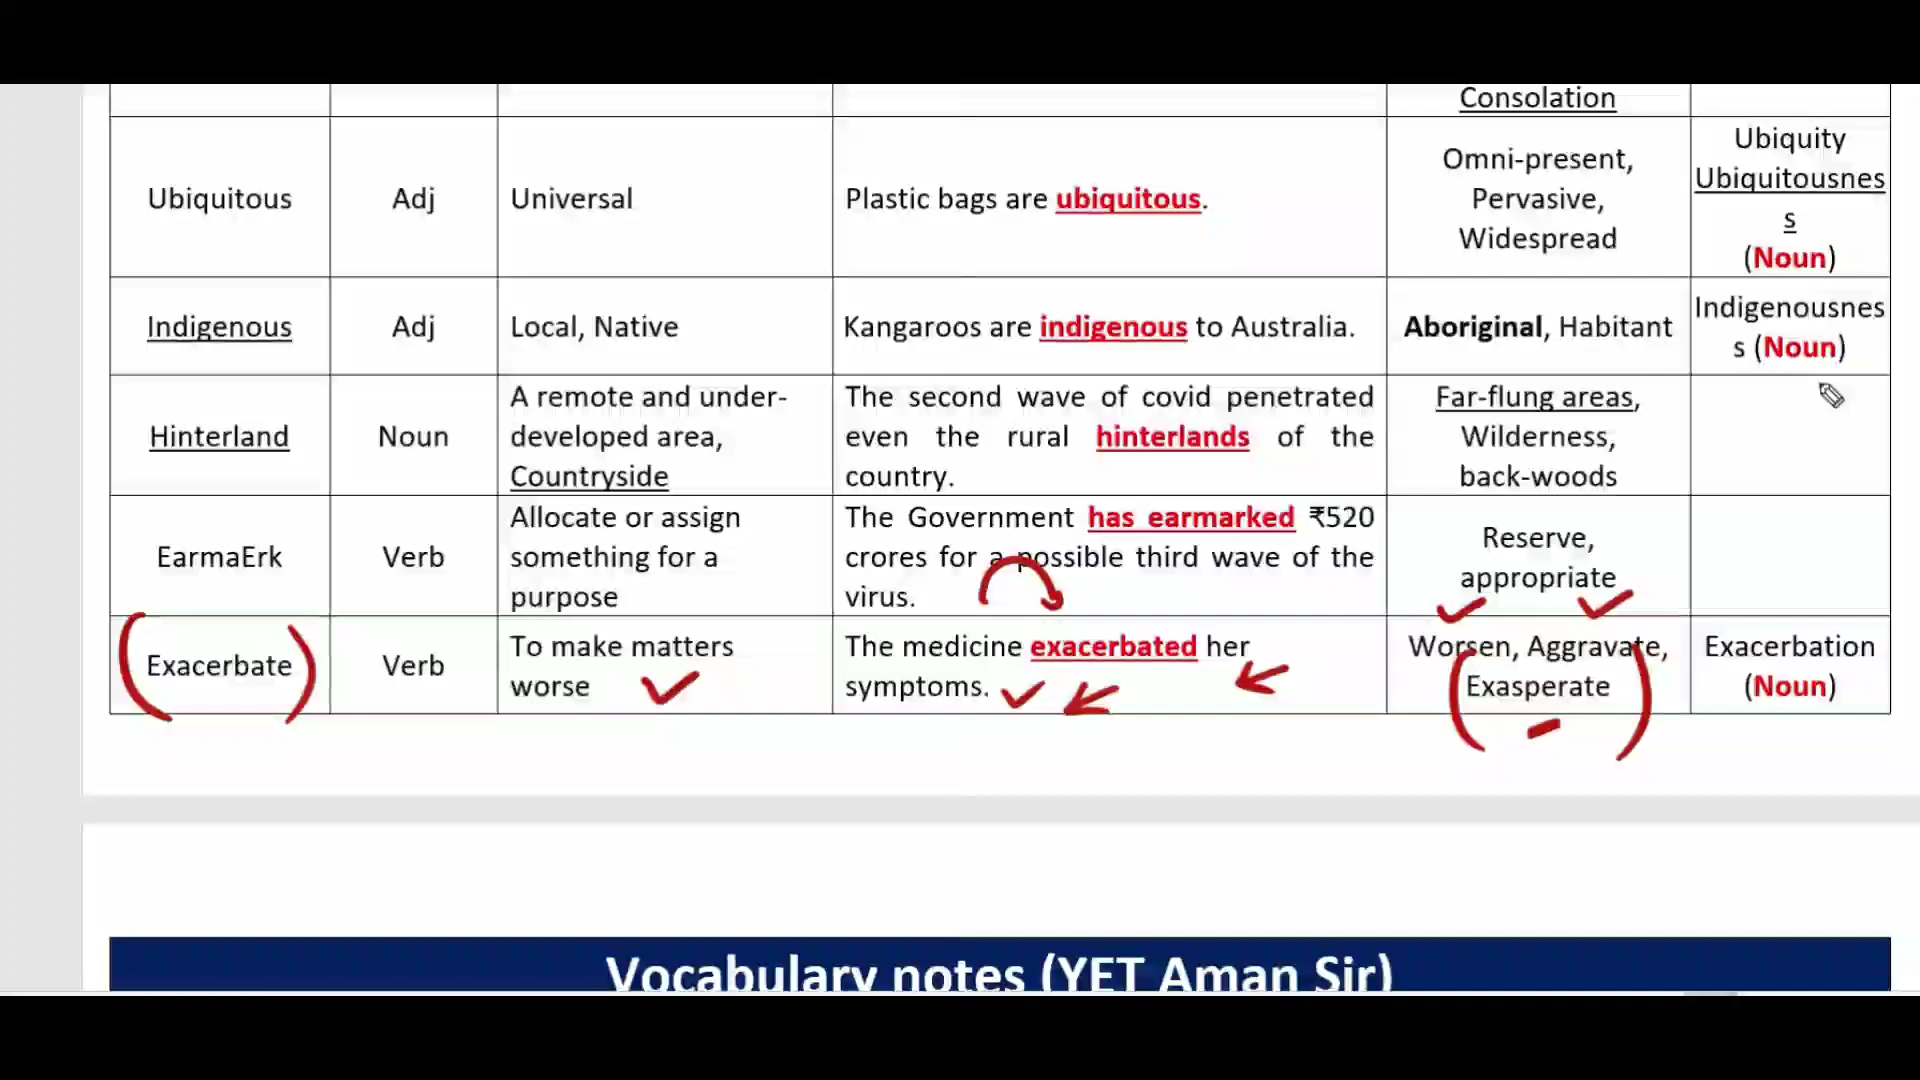 Consolation
Ubiquitous
Adj
Universal
Plastic bags are ubiquitous.
Omni-present,
Pervasive,
Widespread
Ubiquity
Ubiquitousnes
s
(Noun)
Indigenous
Adj
Local, Native
Kangaroos are indigenous to Australia.
Aboriginal, Habitant
Indigenousnes
s (Noun)
Hinterland
Noun
A remote and under-
developed area,
Countryside
The second wave of covid penetrated
even the rural hinterlands of the
country.
Far-flung areas,
Wilderness,
back-woods
EarmaErk
Verb
Allocate or assign
something for a
purpose
The Government has earmarked ₹520
crores for a possible third wave of the
virus.
Reserve,
appropriate
Exacerbate
Verb
To make matters
worse
The medicine exacerbated her
symptoms.
Worsen, Aggravate,
Exasperate
Exacerbation
(Noun)
Vocabulary notes (YET Aman Sir)